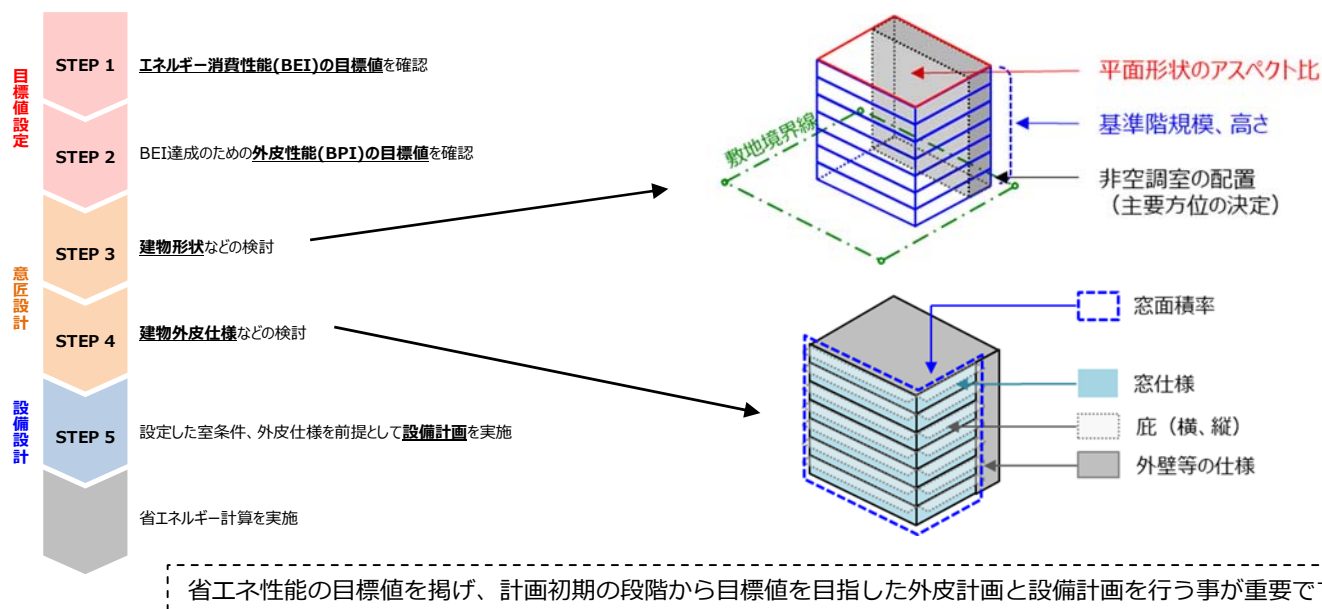 目標値設定
STEP 1
エネルギー消費性能(BEI)の目標値を確認
STEP 2
BEI達成のための外皮性能(BPI)の目標値を確認
意匠設計
STEP 3
建物形状などの検討
STEP 4
建物外皮仕様などの検討
設備設計
STEP 5
設定した室条件、外皮仕様を前提として設備計画を実施
省エネルギー計算を実施
敷地境界線
平面形状のアスペクト比
基準階規模、高さ
非空調室の配置
（主要方位の決定）
窓面積率
窓仕様
庇（横、縦）
外壁等の仕様
省エネ性能の目標値を掲げ、計画初期の段階から目標値を目指した外皮計画と設備計画を行う事が重要で